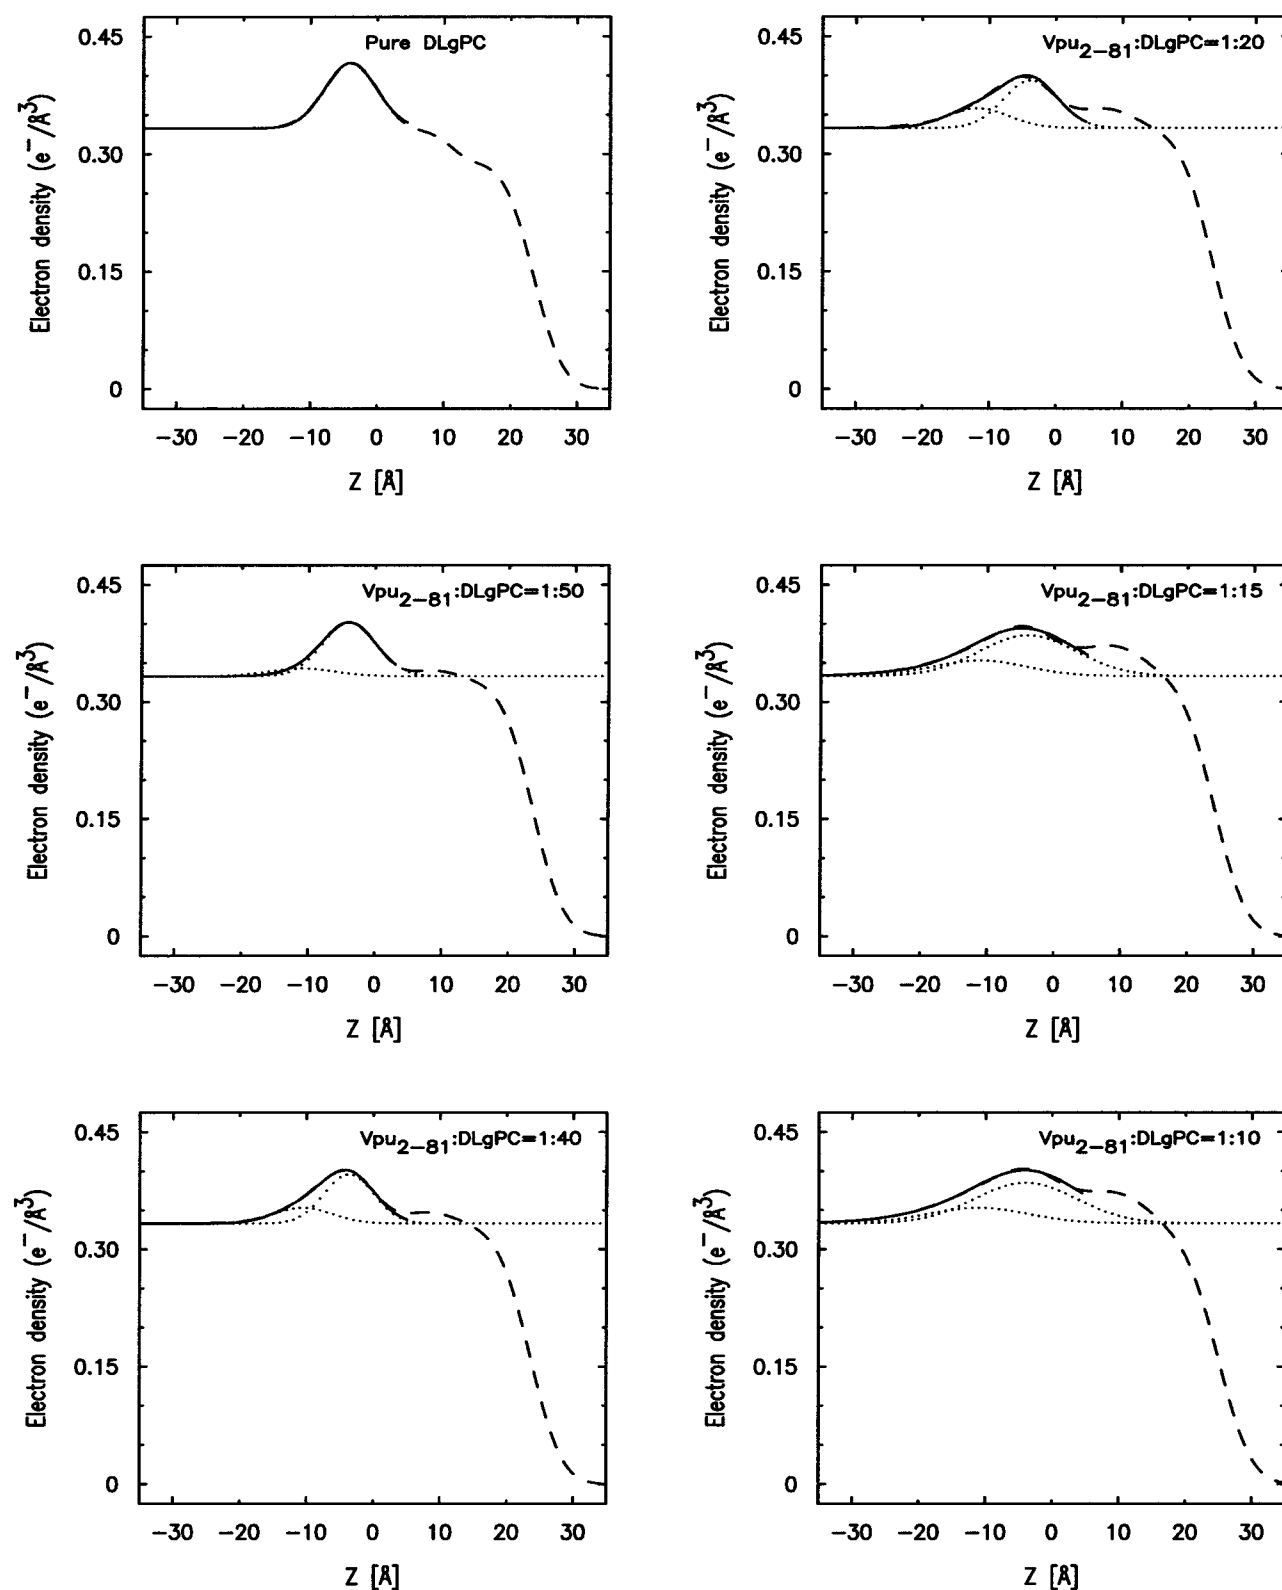 Pure DLgPC
Electron density (e⁻/Å³)
0.45
0.30
0.15
0
−30 −20 −10 0 10 20 30
Z [Å]
Vpu2−81:DLgPC=1:20
Electron density (e⁻/Å³)
0.45
0.30
0.15
0
−30 −20 −10 0 10 20 30
Z [Å]
Vpu2−81:DLgPC=1:50
Electron density (e⁻/Å³)
0.45
0.30
0.15
0
−30 −20 −10 0 10 20 30
Z [Å]
Vpu2−81:DLgPC=1:15
Electron density (e⁻/Å³)
0.45
0.30
0.15
0
−30 −20 −10 0 10 20 30
Z [Å]
Vpu2−81:DLgPC=1:40
Electron density (e⁻/Å³)
0.45
0.30
0.15
0
−30 −20 −10 0 10 20 30
Z [Å]
Vpu2−81:DLgPC=1:10
Electron density (e⁻/Å³)
0.45
0.30
0.15
0
−30 −20 −10 0 10 20 30
Z [Å]